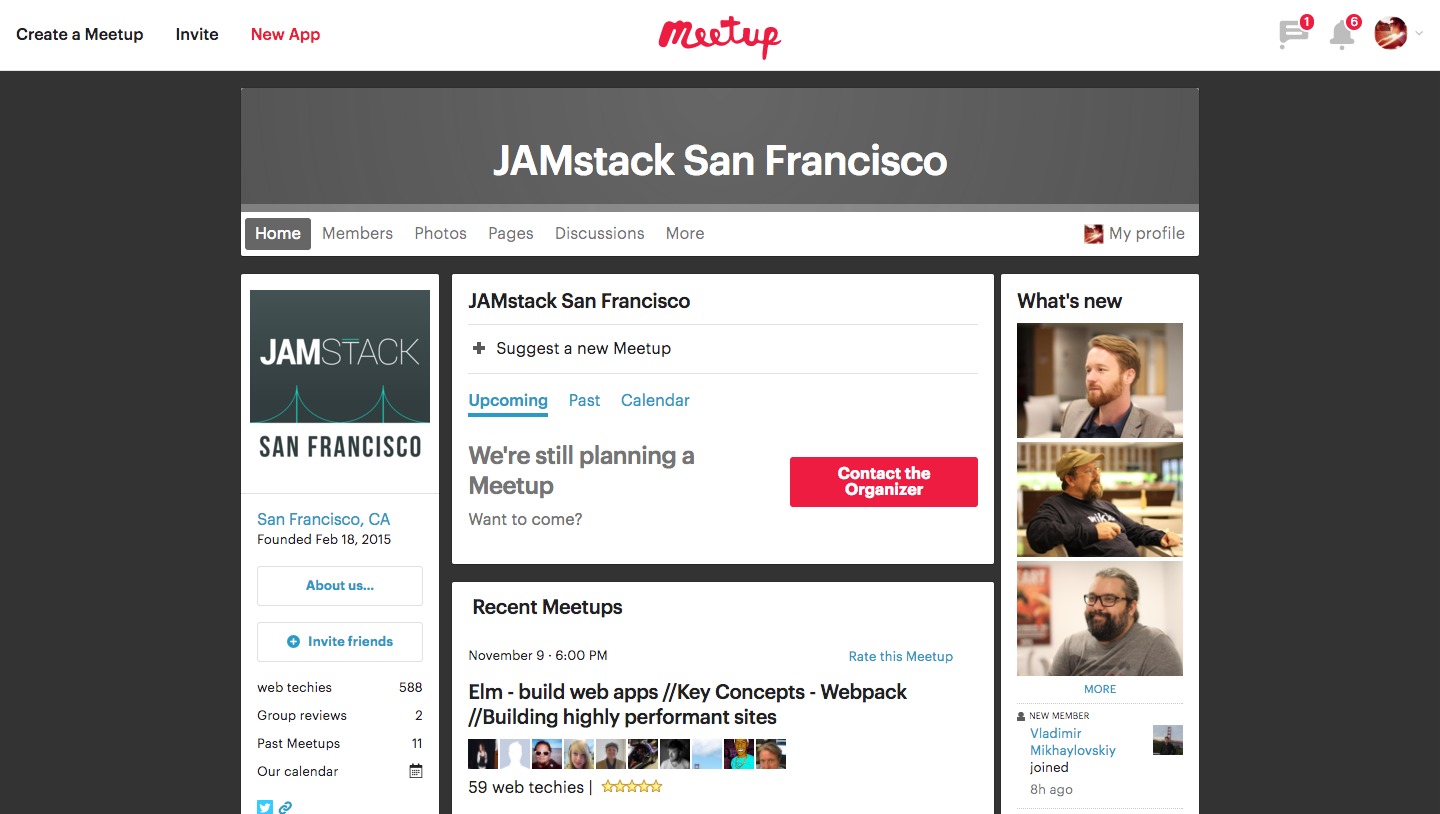 Create a Meetup
Invite
New App
Meetup
1
6
JAMstack San Francisco
Home
Members
Photos
Pages
Discussions
More
My profile
JAMSTACK
SAN FRANCISCO
San Francisco, CA
Founded Feb 18, 2015
About us...
Invite friends
web techies 588
Group reviews 2
Past Meetups 11
Our calendar
JAMstack San Francisco
Suggest a new Meetup
Upcoming
Past
Calendar
We're still planning a
Meetup
Want to come?
Contact the
Organizer
Recent Meetups
November 9 · 6:00 PM
Rate this Meetup
Elm - build web apps //Key Concepts - Webpack
//Building highly performant sites
59 web techies |
What's new
MORE
NEW MEMBER
Vladimir
Mikhaylovskiy
joined
8h ago